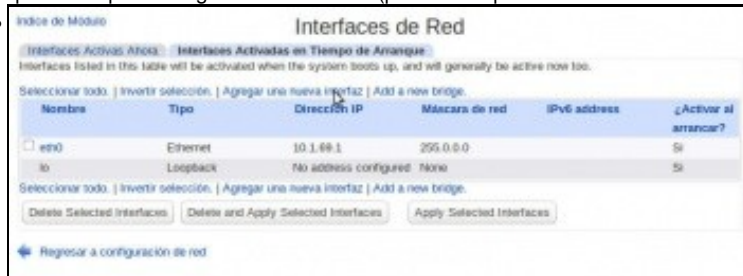 Indice de Módulo
Interfaces de Red
Interfaces Activas Ahora Interfaces Activadas en Tiempo de Arranque
Interfaces listed in this table will be activated when the system boots up, and will generally be active now too.
Seleccionar todo. | Invertir selección. | Agregar una nueva interfaz | Add a new bridge.
Nombre Tipo Dirección IP Máscara de red IPv6 address ¿Activar al
arrancar?
eth0 Ethernet 10.1.69.1 255.0.0.0 Si
lo Loopback No address configured None Si
Seleccionar todo. | Invertir selección. | Agregar una nueva interfaz | Add a new bridge.
Delete Selected Interfaces Delete and Apply Selected Interfaces Apply Selected Interfaces
Regresar a configuración de red